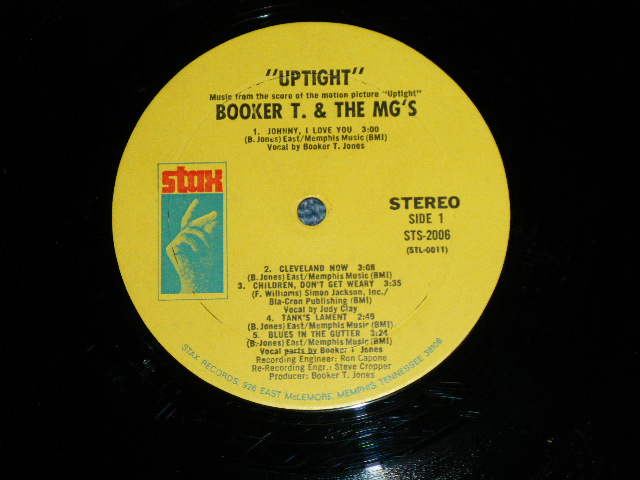 "UPTIGHT"
Music from the score of the motion picture "Uptight"
BOOKER T. & THE MG'S
1. JOHNNY, I LOVE YOU 3:00
(B. Jones) East/Memphis Music (BMI)
Vocal by Booker T. Jones
stax
STEREO
SIDE 1
STS-2006
(STL-0011)
2. CLEVELAND NOW 3:08
(B. Jones) East/Memphis Music (BMI)
3. CHILDREN, DON'T GET WEARY 3:35
(F. Williams) Simon Jackson, Inc./
Bla-Cron Publishing (BMI)
Vocal by Judy Clay
4. TANK'S LAMENT 2:49
(B. Jones) East/Memphis Music (BMI)
5. BLUES IN THE GUTTER 3:24
(B. Jones) East/Memphis Music (BMI)
Vocal parts by Booker T. Jones
Recording Engineer: Ron Capone
Re-Recording Engr.: Steve Cropper
Producer: Booker T. Jones
STAX RECORDS; 926 EAST McLEMORE, MEMPHIS, TENNESSEE 38106